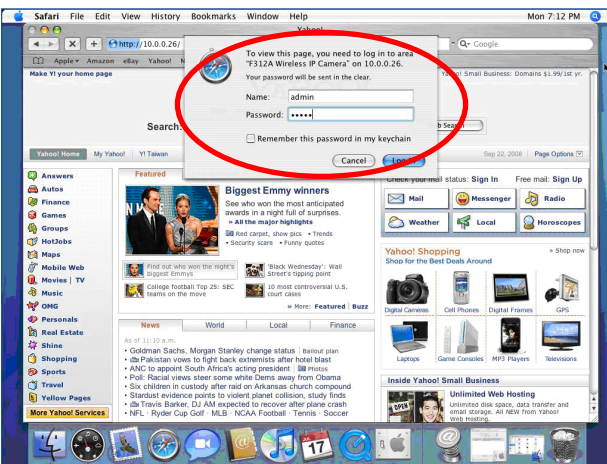 Safari File Edit View History Bookmarks Window Help Mon 7:12 PM
Yahoo!
http://10.0.0.26/
Google
Apple Amazon eBay Yahoo!
To view this page, you need to log in to area
"F312A Wireless IP Camera" on 10.0.0.26.
Your password will be sent in the clear.
Name: admin
Password: •••••
Remember this password in my keychain
Cancel
Make Y! your home page
Yahoo! Small Business: Domains $1.99/1st yr.
Search:
Yahoo! Home My Yahoo! Y! Taiwan Sep 22, 2008 Page Options
Answers
Autos
Finance
Games
Groups
HotJobs
Maps
Mobile Web
Movies | TV
Music
OMG
Personals
Real Estate
Shine
Shopping
Sports
Travel
Yellow Pages
More Yahoo! Services
Featured
Biggest Emmy winners
See who won the most anticipated
awards in a night full of surprises.
» All the major highlights
Red carpet, show pics • Trends
• Security scare • Funny quotes
Find out who won the night's
biggest Emmys
'Black Wednesday': Wall
Street's tipping point
College football Top 25: SEC
teams on the move
10 most controversial U.S.
court cases
» More: Featured | Buzz
News World Local Finance
As of 11:10 a.m.
• Goldman Sachs, Morgan Stanley change status | Bailout plan
• Pakistan vows to fight back extremists after hotel blast
• ANC to appoint South Africa's acting president | Photos
• Poll: Racial views steer some white Dems away from Obama
• Six children in custody after raid on Arkansas church compound
• Stardust evidence points to violent planet collision, study finds
• Travis Barker, DJ AM expected to recover after plane crash
• NFL · Ryder Cup Golf · MLB · NCAA Football · Tennis · Soccer
Check your mail status: Sign In Free mail: Sign Up
Mail Messenger Radio
Weather Local Horoscopes
Yahoo! Shopping » Shop now
Shop for the Best Deals Around
Digital Cameras Cell Phones Digital Frames GPS
Laptops Game Consoles MP3 Players Televisions
Inside Yahoo! Small Business
OPEN
Unlimited Web Hosting
Unlimited disk space, data transfer and
email storage. All NEW from Yahoo!
Web Hosting
17